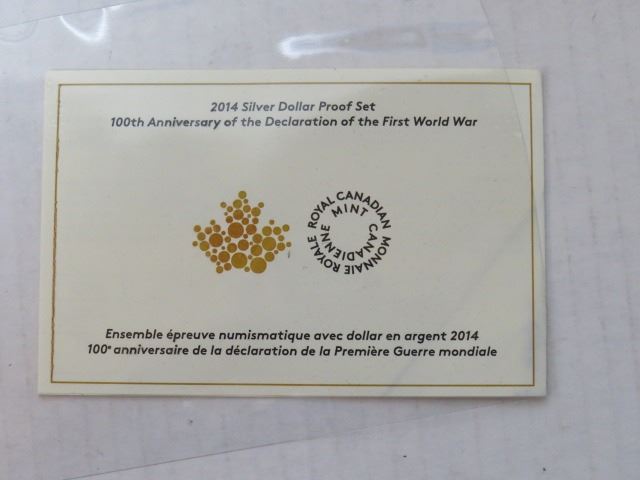 2014 Silver Dollar Proof Set
100th Anniversary of the Declaration of the First World War
ROYAL CANADIAN MINT
MONNAIE ROYALE CANADIENNE
Ensemble épreuve numismatique avec dollar en argent 2014
100e anniversaire de la déclaration de la Première Guerre mondiale